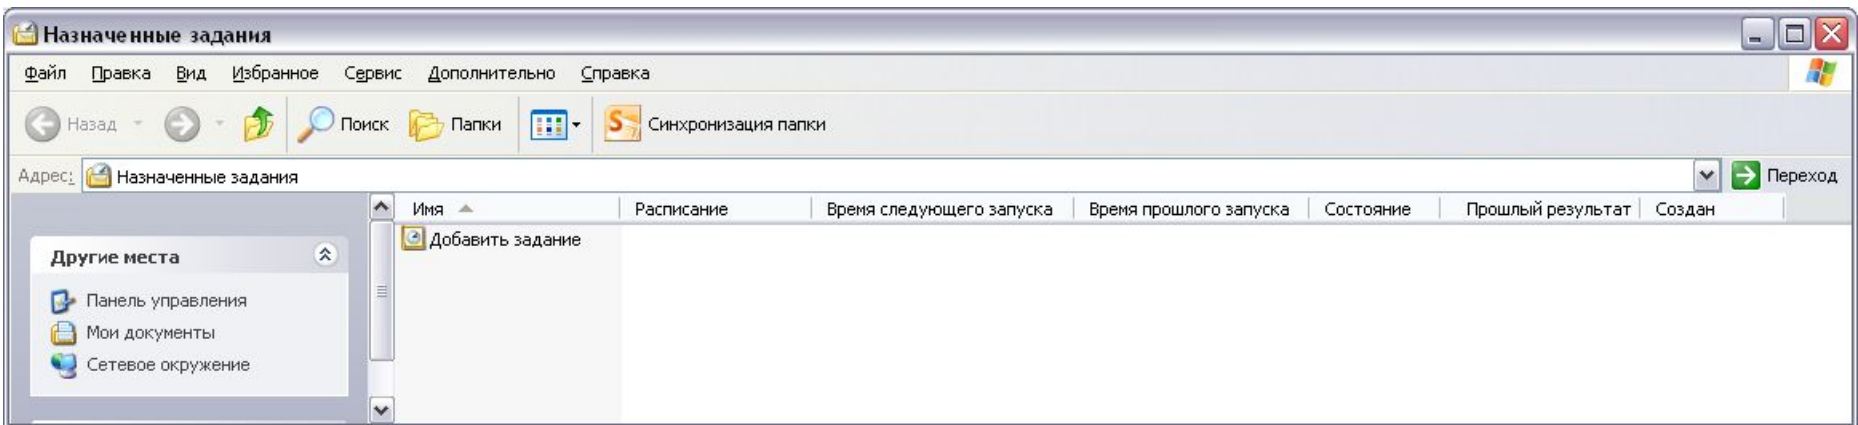 Назначенные задания
Файл Правка Вид Избранное Сервис Дополнительно Справка
Назад Поиск Папки Синхронизация папки
Адрес: Назначенные задания Переход
Имя Расписание Время следующего запуска Время прошлого запуска Состояние Прошлый результат Создан
Добавить задание
Другие места
Панель управления
Мои документы
Сетевое окружение